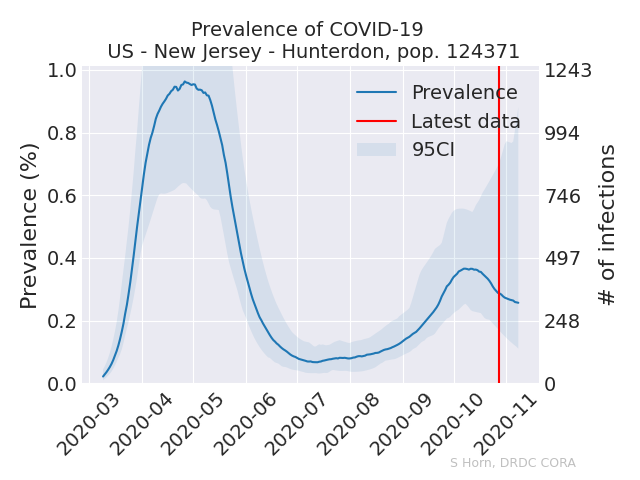 Prevalence of COVID-19
US - New Jersey - Hunterdon, pop. 124371
Prevalence (%)
1.0
0.8
0.6
0.4
0.2
0.0
Prevalence
Latest data
95CI
1243
994
746
497
248
0
# of infections
2020-03
2020-04
2020-05
2020-06
2020-07
2020-08
2020-09
2020-10
2020-11
S Horn, DRDC CORA